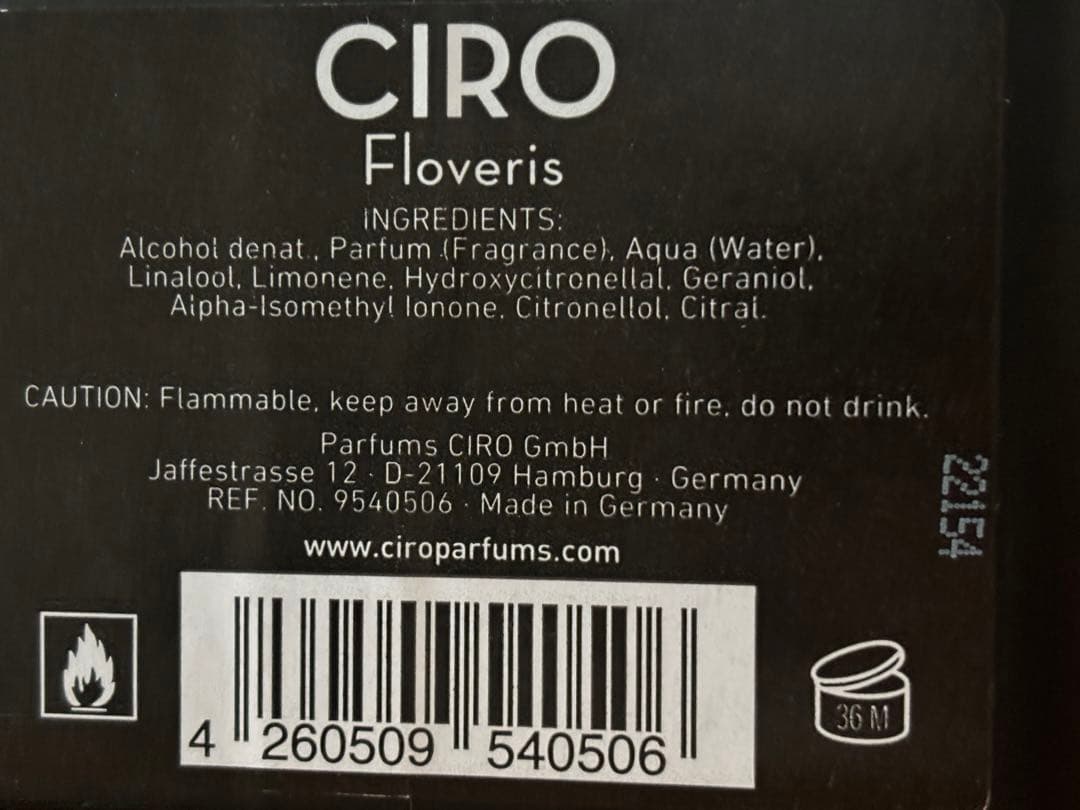 CIRO
Floveris
INGREDIENTS:
Alcohol denat., Parfum (Fragrance), Aqua (Water),
Linalool, Limonene, Hydroxycitronellal, Geraniol,
Alpha-Isomethyl Ionone, Citronellol, Citral.
CAUTION: Flammable, keep away from heat or fire, do not drink.
Parfums CIRO GmbH
Jaffestrasse 12 · D-21109 Hamburg · Germany
REF. NO. 9540506 · Made in Germany
www.ciroparfums.com
22154
4 260509 540506
36 M